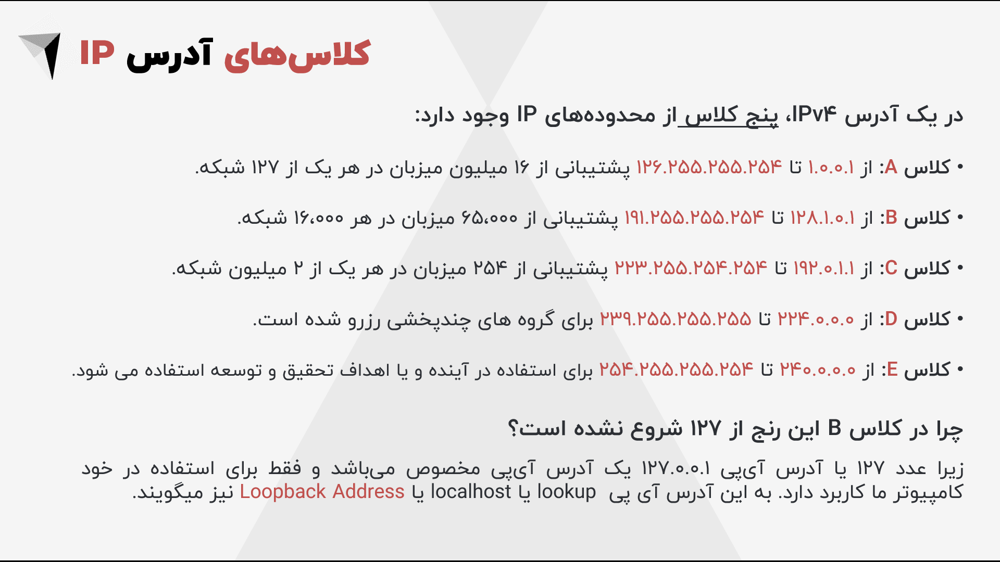 کلاس‌های آدرس IP
در یک آدرس IPv۴، پنج کلاس از محدوده‌های IP وجود دارد:
• کلاس A: از ۱.۰.۰.۱ تا ۱۲۶.۲۵۵.۲۵۵.۲۵۴ پشتیبانی از ۱۶ میلیون میزبان در هر یک از ۱۲۷ شبکه.
• کلاس B: از ۱۲۸.۱.۰.۱ تا ۱۹۱.۲۵۵.۲۵۵.۲۵۴ پشتیبانی از ۶۵،۰۰۰ میزبان در هر ۱۶،۰۰۰ شبکه.
• کلاس C: از ۱۹۲.۰.۱.۱ تا ۲۲۳.۲۵۵.۲۵۴.۲۵۴ پشتیبانی از ۲۵۴ میزبان در هر یک از ۲ میلیون شبکه.
• کلاس D: از ۲۲۴.۰.۰.۰ تا ۲۳۹.۲۵۵.۲۵۵.۲۵۵ برای گروه های چندپخشی رزرو شده است.
• کلاس E: از ۲۴۰.۰.۰.۰ تا ۲۵۴.۲۵۵.۲۵۵.۲۵۴ برای استفاده در آینده و یا اهداف تحقیق و توسعه استفاده می شود.
چرا در کلاس B این رنج از ۱۲۷ شروع نشده است؟
زیرا عدد ۱۲۷ یا آدرس آی‌پی ۱۲۷.۰.۰.۱ یک آدرس آی‌پی مخصوص می‌باشد و فقط برای استفاده در خود
کامپیوتر ما کاربرد دارد. به این آدرس آی پی lookup یا localhost یا Loopback Address نیز میگویند.